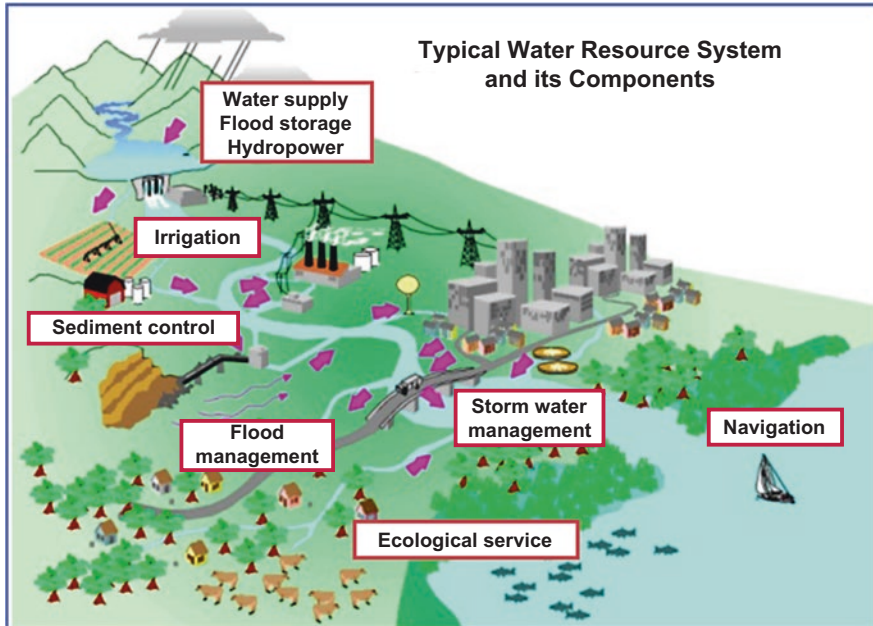 Typical Water Resource System
and its Components
Water supply
Flood storage
Hydropower
Irrigation
Sediment control
Flood
management
Storm water
management
Navigation
Ecological service